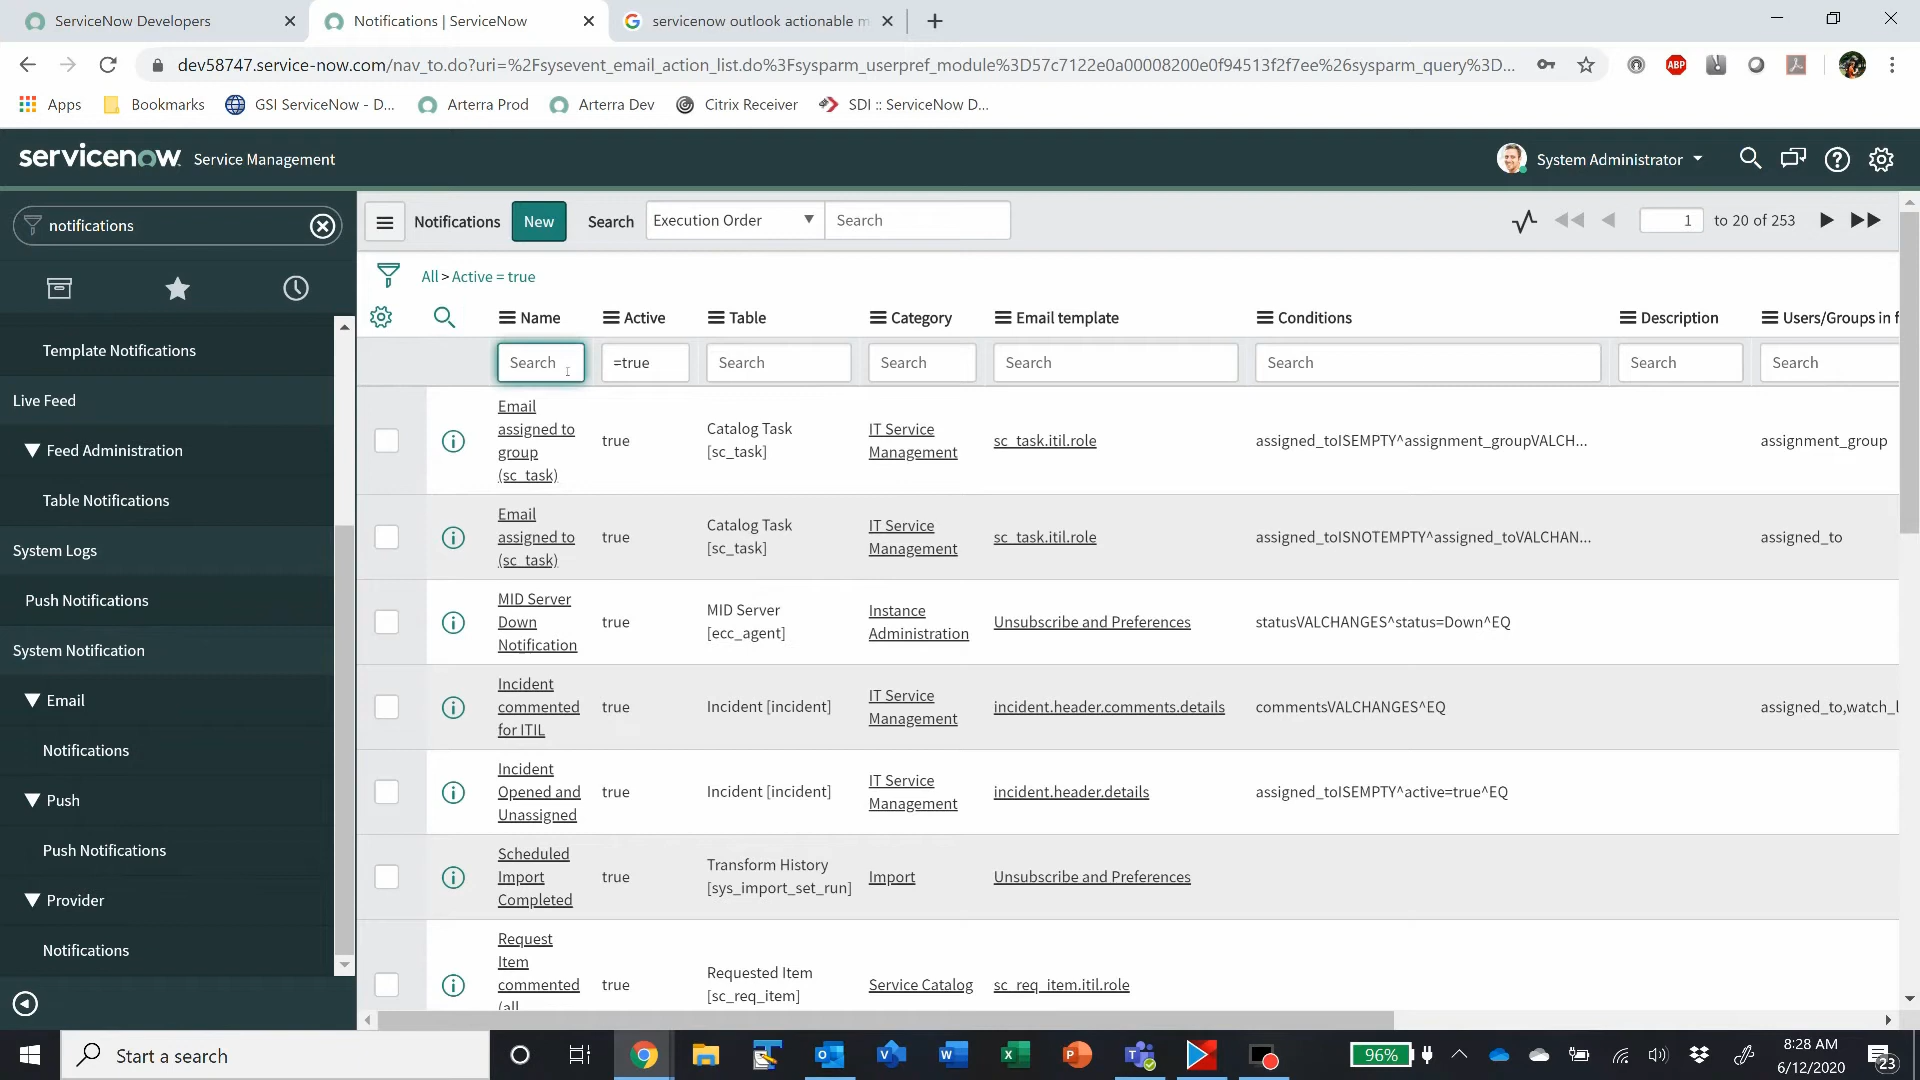 ServiceNow Developers
Notifications | ServiceNow
servicenow outlook actionable m
dev58747.service-now.com/nav_to.do?uri=%2Fsysevent_email_action_list.do%3Fsysparm_userpref_module%3D57c7122e0a00008200e0f94513f2f7ee%26sysparm_query%3D...
ABP
Apps
Bookmarks
GSI ServiceNow - D...
Arterra Prod
Arterra Dev
Citrix Receiver
SDI :: ServiceNow D...
servicenow Service Management
System Administrator
notifications
Template Notifications
Live Feed
Feed Administration
Table Notifications
System Logs
Push Notifications
System Notification
Email
Notifications
Push
Push Notifications
Provider
Notifications
Notifications New Search Execution Order Search
1 to 20 of 253
All > Active = true
Name Active Table Category Email template Conditions Description Users/Groups in f
Search =true Search Search Search Search Search Search
Email
assigned to
group
(sc_task)
true
Catalog Task
[sc_task]
IT Service
Management
sc_task.itil.role
assigned_toISEMPTY^assignment_groupVALCH...
assignment_group
Email
assigned to
(sc_task)
true
Catalog Task
[sc_task]
IT Service
Management
sc_task.itil.role
assigned_toISNOTEMPTY^assigned_toVALCHAN...
assigned_to
MID Server
Down
Notification
true
MID Server
[ecc_agent]
Instance
Administration
Unsubscribe and Preferences
statusVALCHANGES^status=Down^EQ
Incident
commented
for ITIL
true
Incident [incident]
IT Service
Management
incident.header.comments.details
commentsVALCHANGES^EQ
assigned_to,watch_l
Incident
Opened and
Unassigned
true
Incident [incident]
IT Service
Management
incident.header.details
assigned_toISEMPTY^active=true^EQ
Scheduled
Import
Completed
true
Transform History
[sys_import_set_run]
Import
Unsubscribe and Preferences
Request
Item
commented
(all
true
Requested Item
[sc_req_item]
Service Catalog
sc_req_item.itil.role
Start a search
96%
8:28 AM
6/12/2020
23